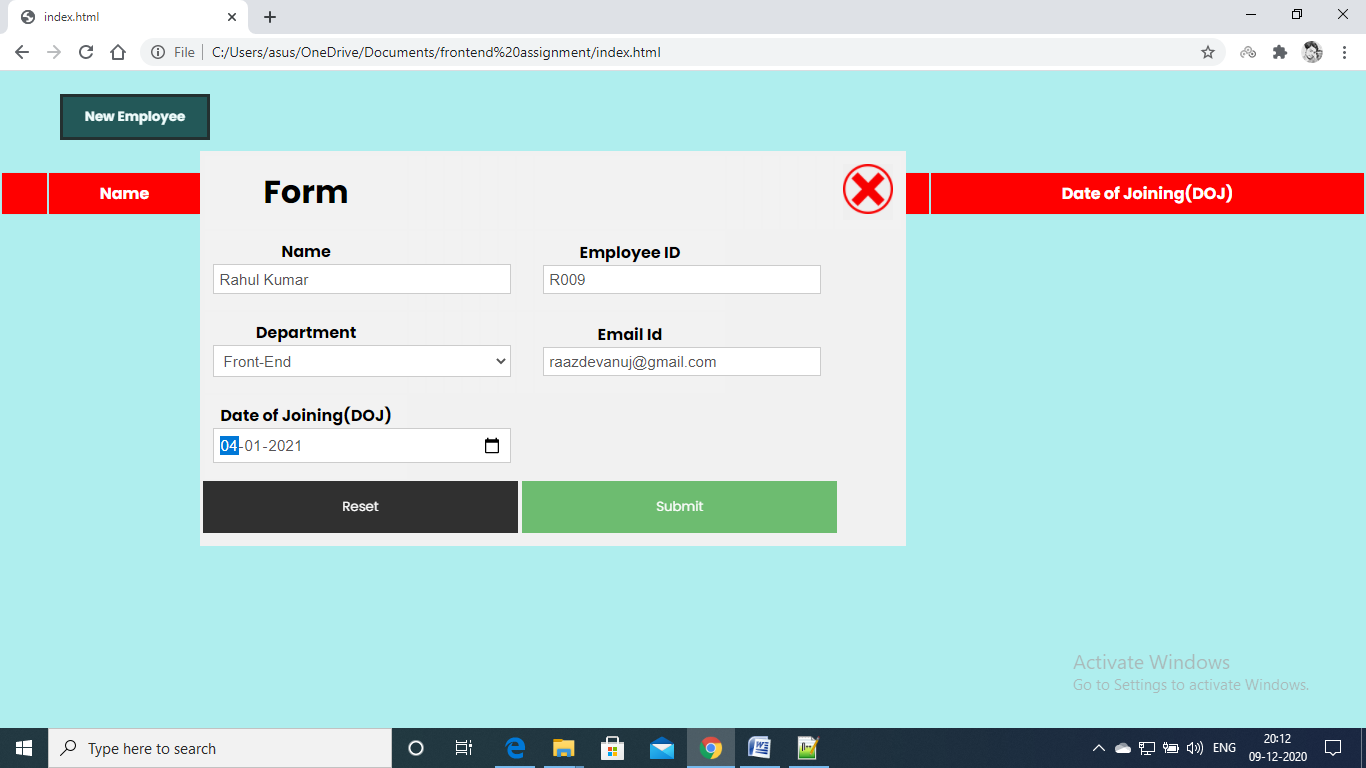 index.html
File
C:/Users/asus/OneDrive/Documents/frontend%20assignment/index.html
New Employee
Name
Date of Joining(DOJ)
Form
Name
Employee ID
Rahul Kumar
R009
Department
Email Id
Front-End
raazdevanuj@gmail.com
Date of Joining(DOJ)
04-01-2021
Reset
Submit
Activate Windows
Go to Settings to activate Windows.
Type here to search
ENG
20:12
09-12-2020